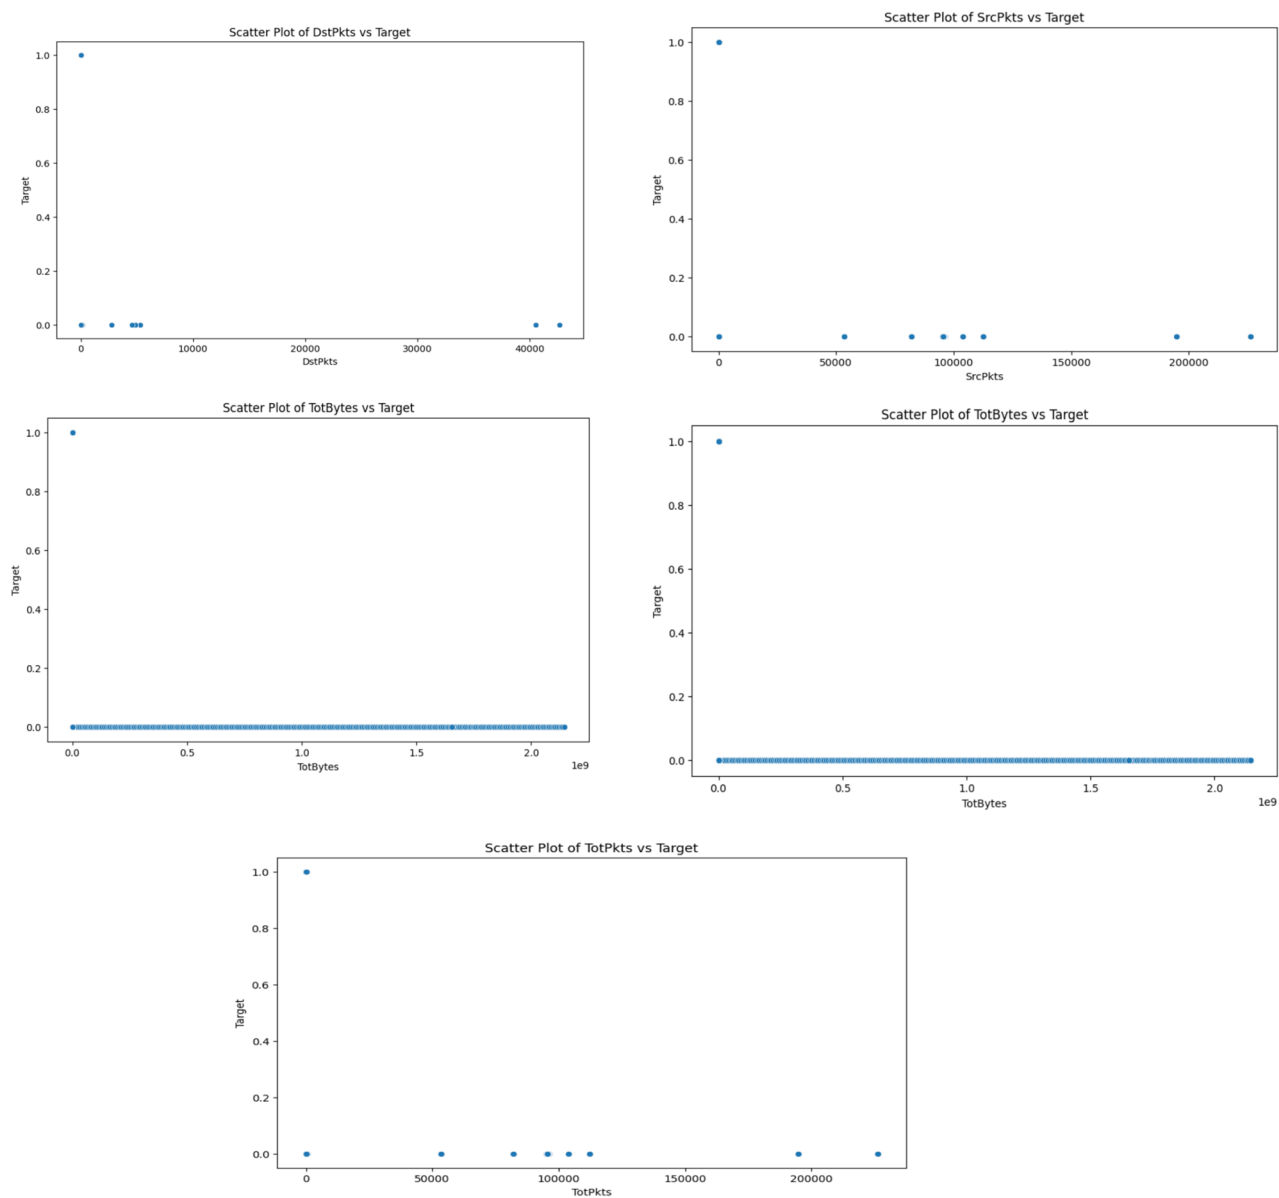 Scatter Plot of DstPkts vs Target
1.0
0.8
0.6
0.4
0.2
0.0
Target
0 10000 20000 30000 40000
DstPkts
Scatter Plot of SrcPkts vs Target
1.0
0.8
0.6
0.4
0.2
0.0
Target
0 50000 100000 150000 200000
SrcPkts
Scatter Plot of TotBytes vs Target
1.0
0.8
0.6
0.4
0.2
0.0
Target
0.0 0.5 1.0 1.5 2.0
TotBytes 1e9
Scatter Plot of TotBytes vs Target
1.0
0.8
0.6
0.4
0.2
0.0
Target
0.0 0.5 1.0 1.5 2.0
TotBytes 1e9
Scatter Plot of TotPkts vs Target
1.0
0.8
0.6
0.4
0.2
0.0
Target
0 50000 100000 150000 200000
TotPkts